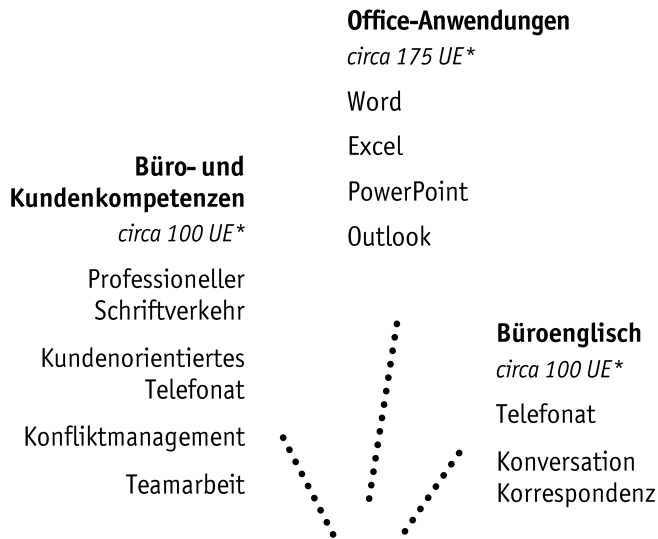 Office-Anwendungen
circa 175 UE*
Word
Excel
PowerPoint
Outlook
Büro- und
Kundenkompetenzen
circa 100 UE*
Professioneller
Schriftverkehr
Kundenorientiertes
Telefonat
Konfliktmanagement
Teamarbeit
Büroenglisch
circa 100 UE*
Telefonat
Konversation
Korrespondenz